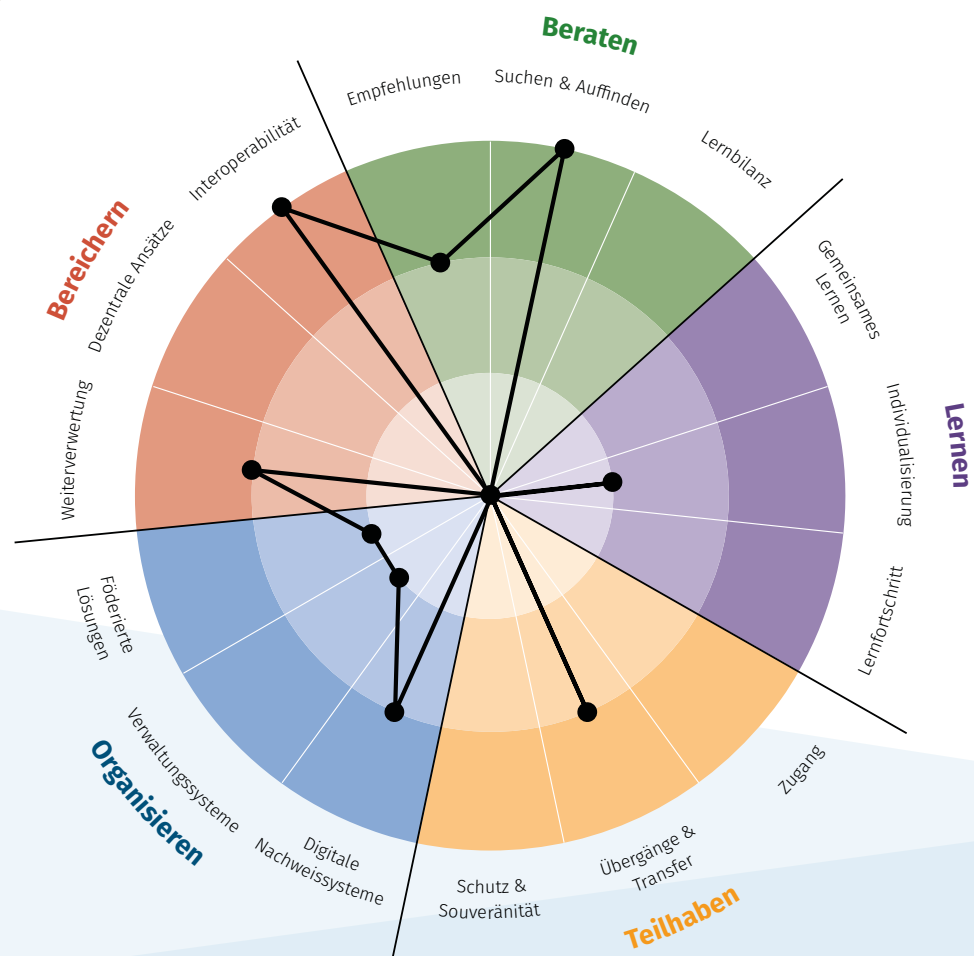 Beraten
Empfehlungen
Suchen & Auffinden
Lernbilanz
Lernen
Gemeinsames
Lernen
Individualisierung
Lernfortschritt
Teilhaben
Zugang
Übergänge &
Transfer
Schutz &
Souveränität
Organisieren
Digitale
Nachweissysteme
Verwaltungssysteme
Föderierte
Lösungen
Bereichern
Weiterverwertung
Dezentrale Ansätze
Interoperabilität